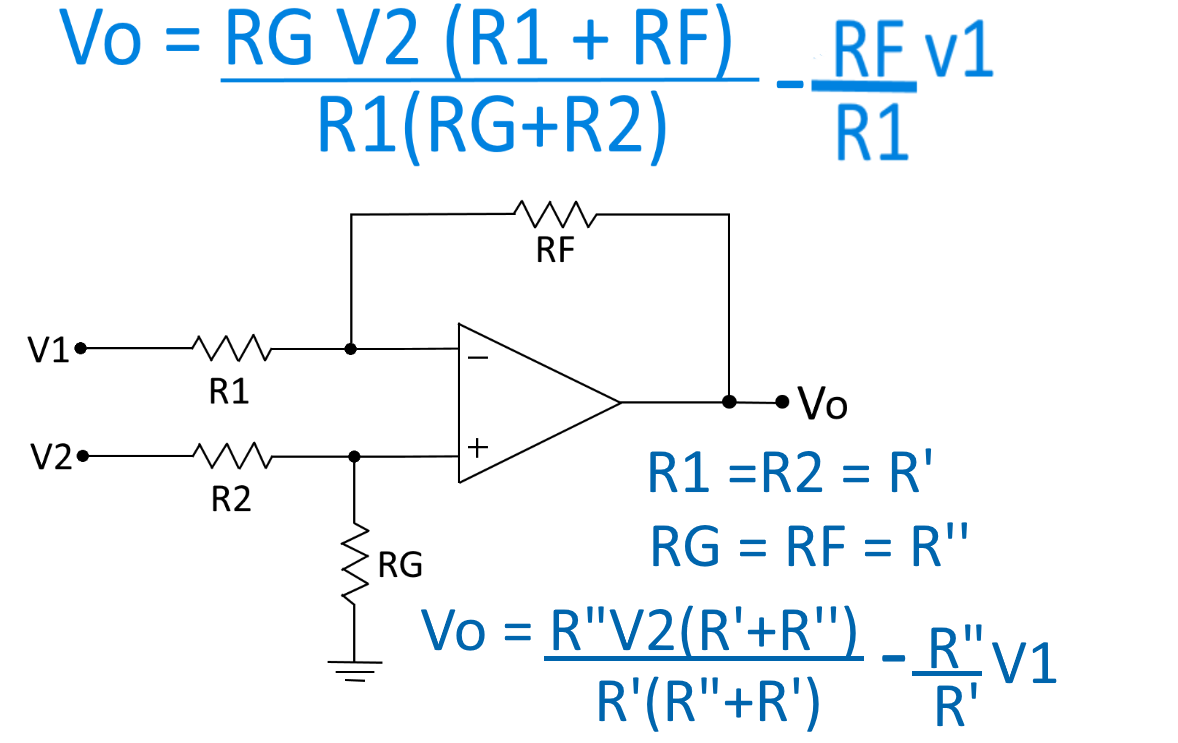 Vo = RG V2 (R1 + RF) - RF v1
R1(RG+R2) R1
RF
V1
R1
−
Vo
V2
+
R2
R1 =R2 = R'
RG = RF = R''
RG
Vo = R"V2(R'+R'') - R" V1
R'(R"+R') R'